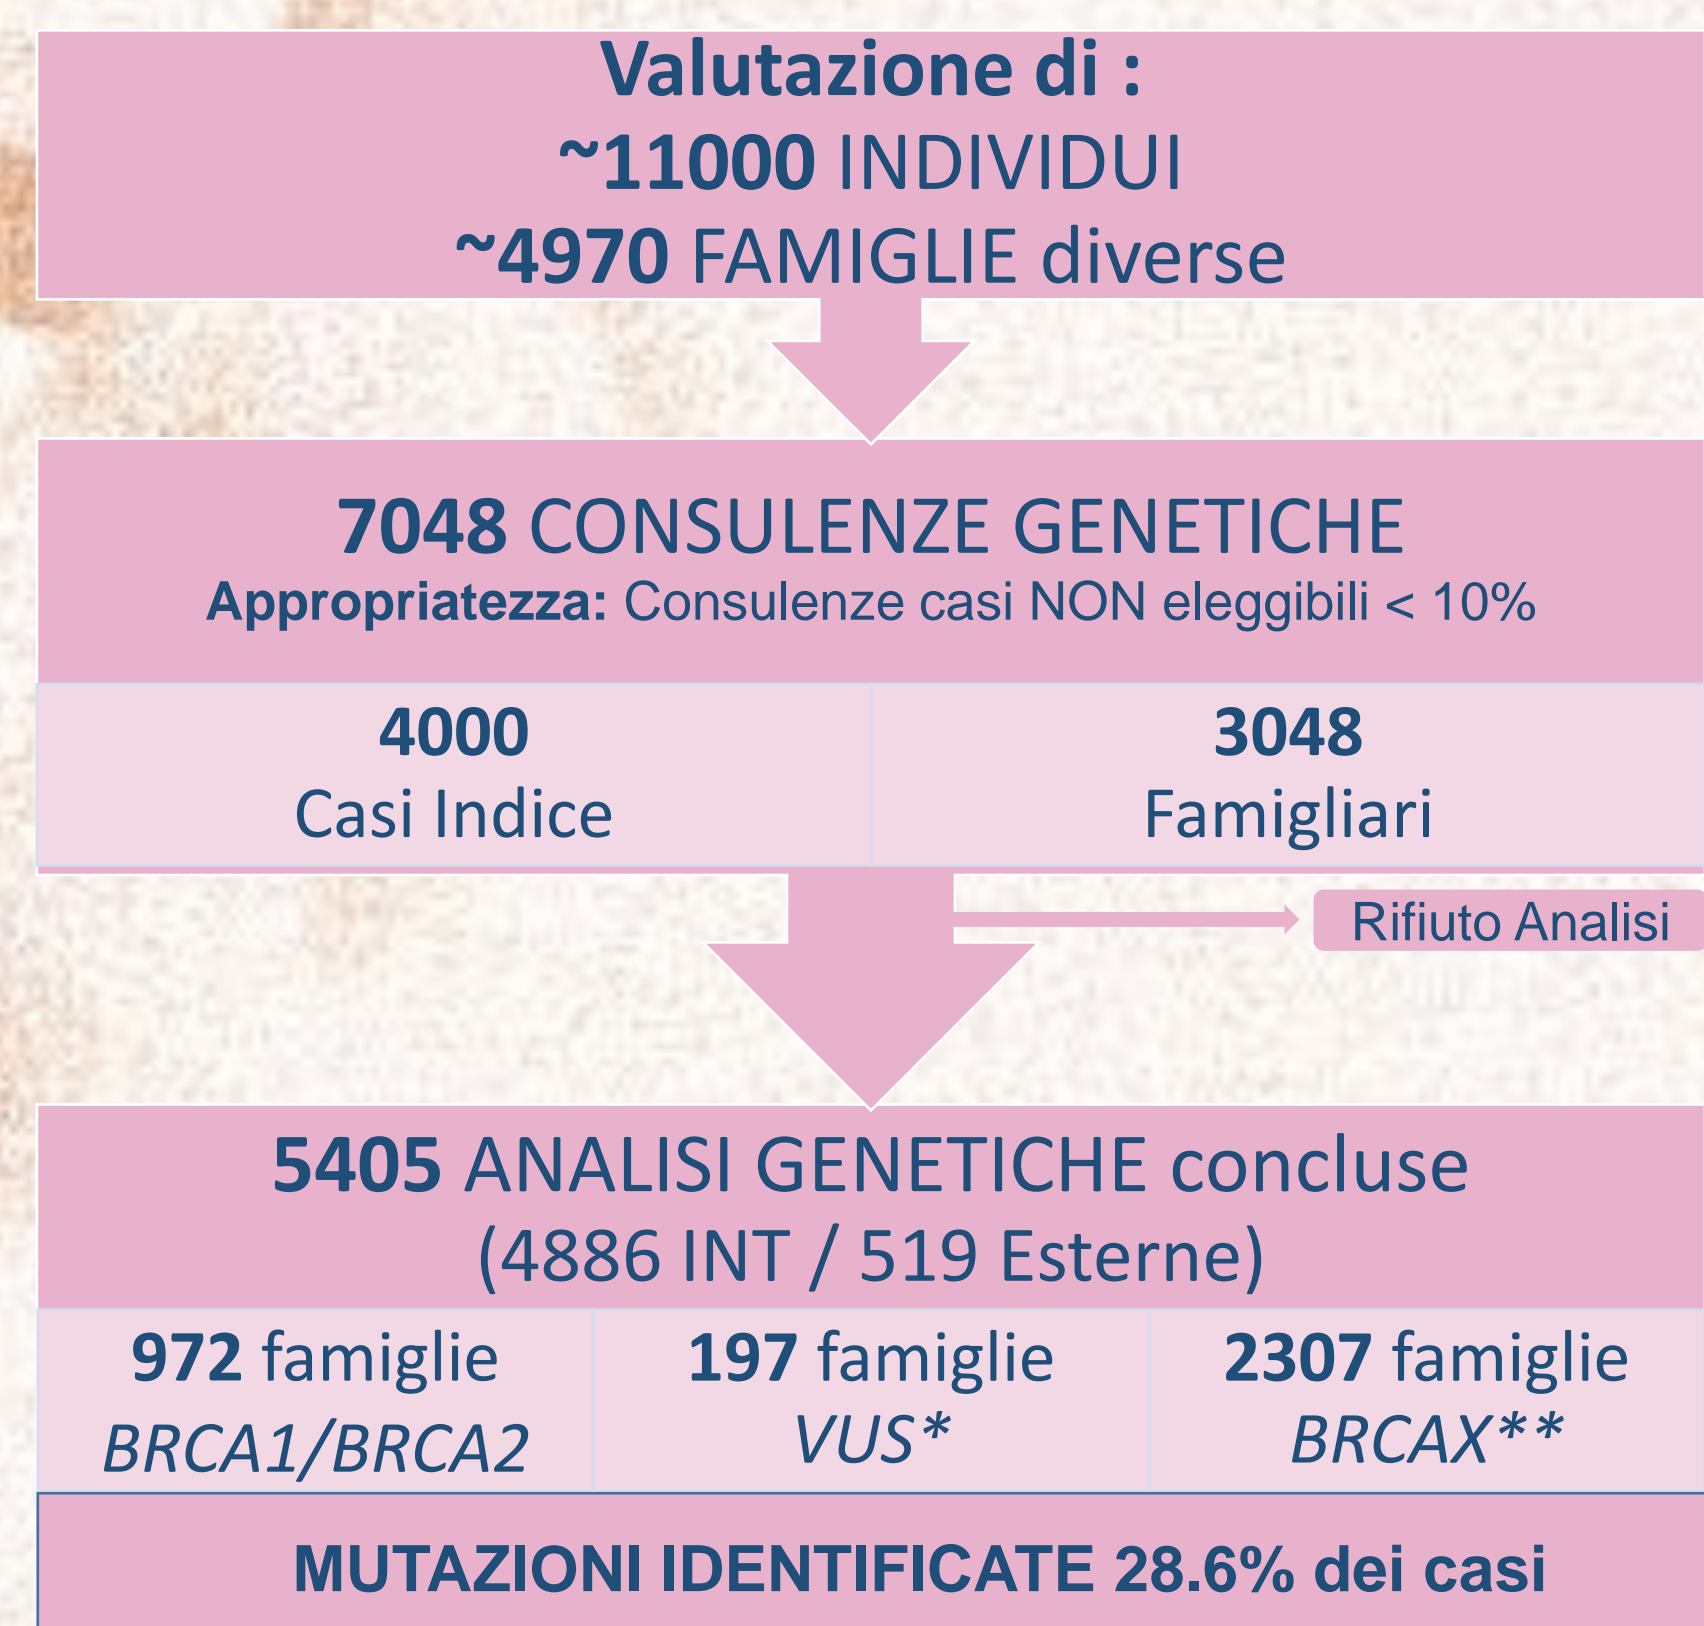 Valutazione di :
~11000 INDIVIDUI
~4970 FAMIGLIE diverse
7048 CONSULENZE GENETICHE
Appropriatezza: Consulenze casi NON eleggibili < 10%
4000
Casi Indice
3048
Famigliari
Rifiuto Analisi
5405 ANALISI GENETICHE concluse
(4886 INT / 519 Esterne)
972 famiglie
BRCA1/BRCA2
197 famiglie
VUS*
2307 famiglie
BRCAX**
MUTAZIONI IDENTIFICATE 28.6% dei casi